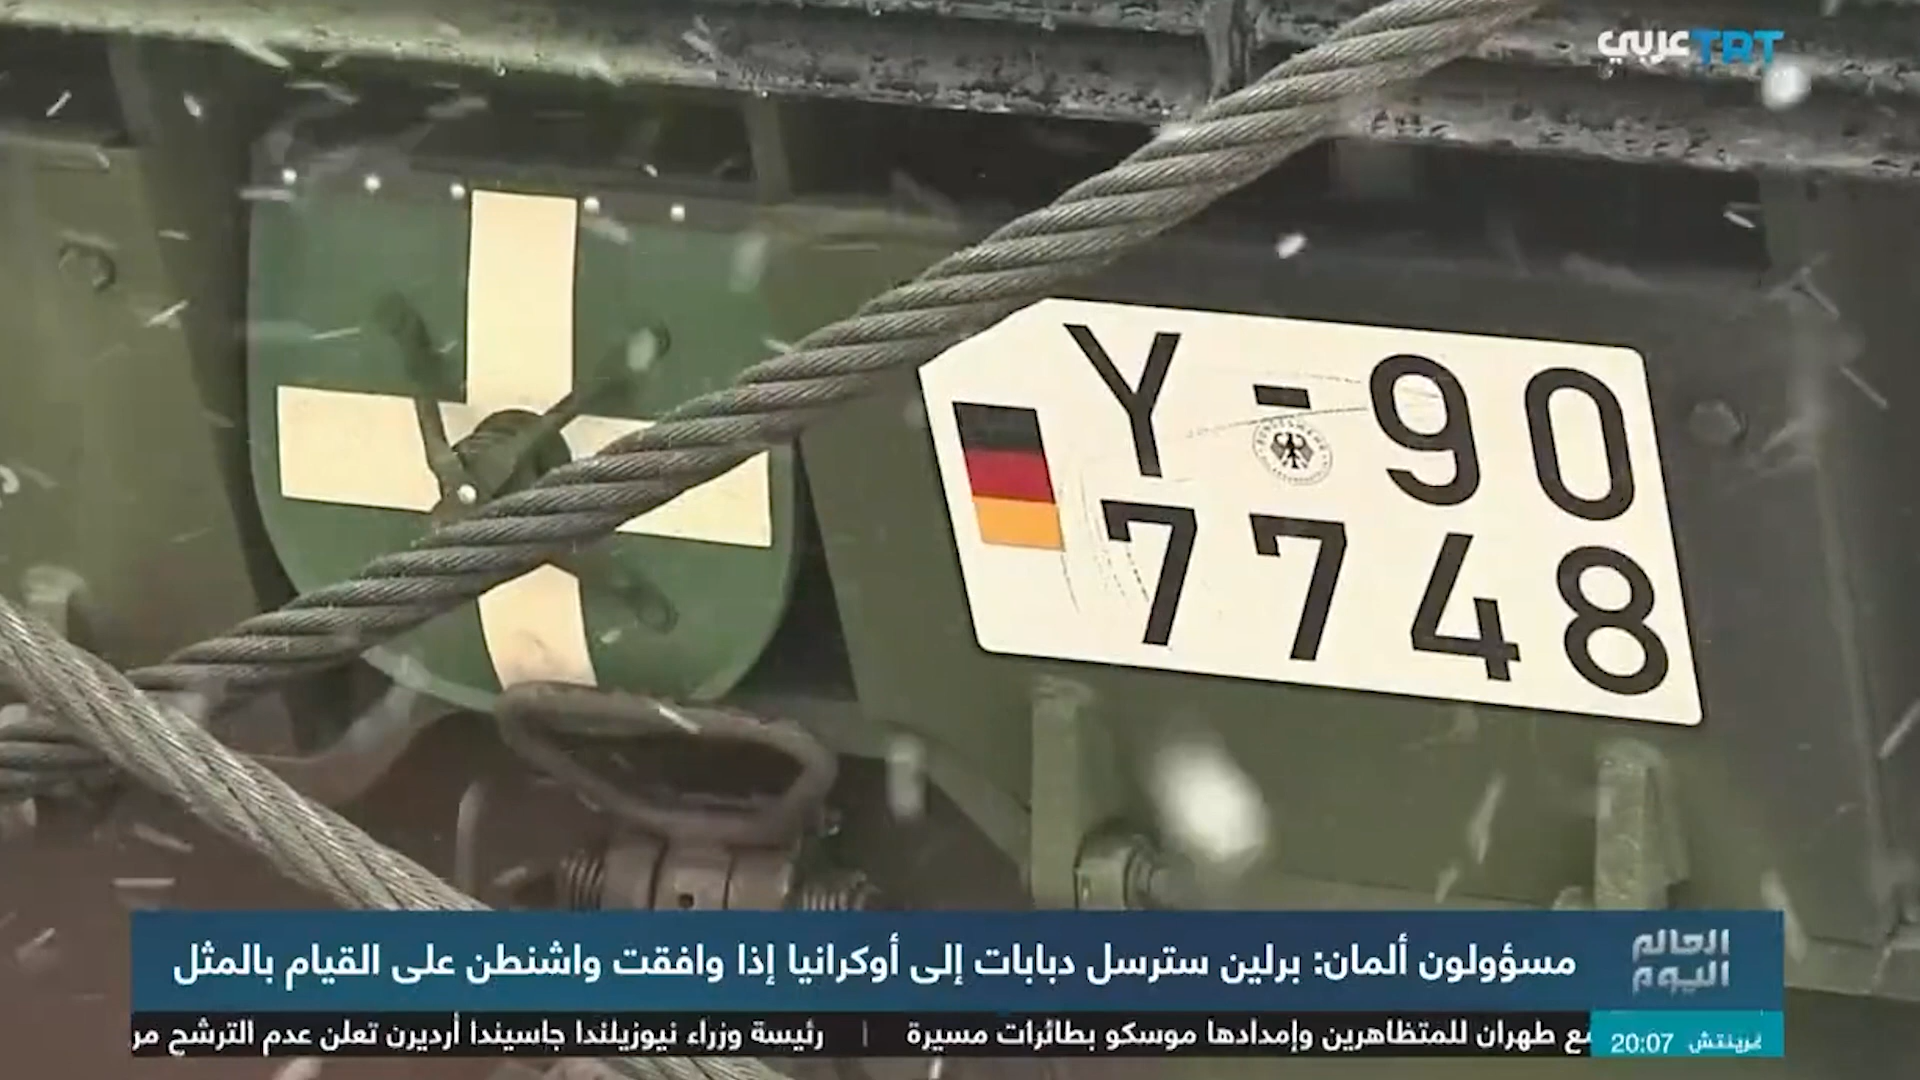 TRT عربي
Y - 90
7748
العالم
اليوم
مسؤولون ألمان: برلين سترسل دبابات إلى أوكرانيا إذا وافقت واشنطن على القيام بالمثل
غرينتش 20:07
طهران للمتظاهرين وإمدادها موسكو بطائرات مسيرة | رئيسة وزراء نيوزيلندا جاسيندا أرديرن تعلن عدم الترشح